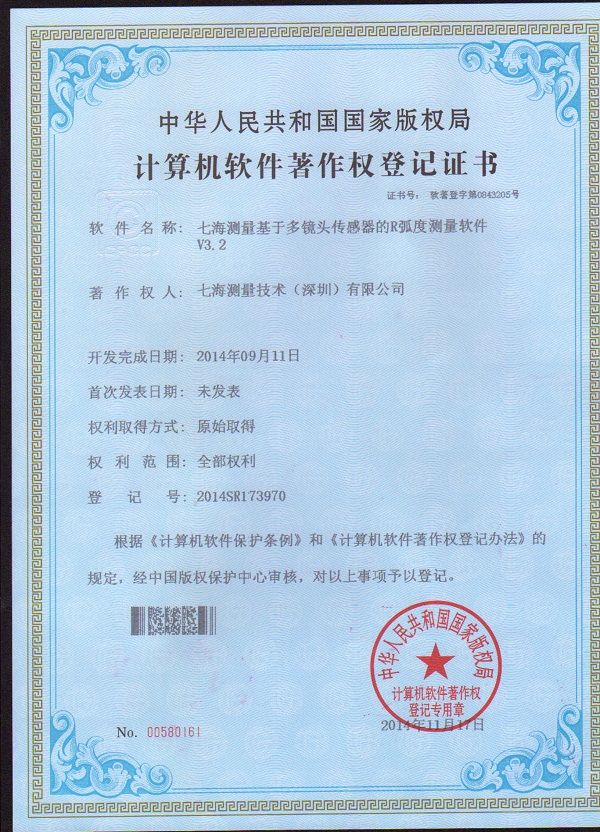 中华人民共和国国家版权局
计算机软件著作权登记证书
证书号： 软著登字第0843205号
软件名称： 七海测量基于多镜头传感器的R弧度测量软件
V3.2
著作权人： 七海测量技术（深圳）有限公司
开发完成日期： 2014年09月11日
首次发表日期： 未发表
权利取得方式： 原始取得
权利范围： 全部权利
登记号： 2014SR173970
根据《计算机软件保护条例》和《计算机软件著作权登记办法》的
规定，经中国版权保护中心审核，对以上事项予以登记。
中华人民共和国国家版权局
计算机软件著作权
登记专用章
2014年11月17日
No. 00580161